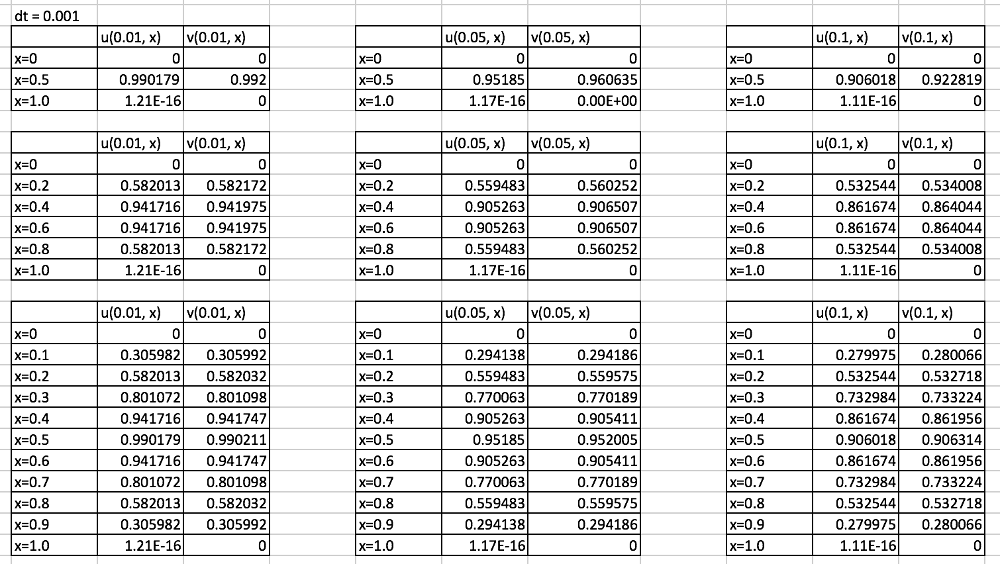 dt = 0.001
u(0.01, x) v(0.01, x) u(0.05, x) v(0.05, x) u(0.1, x) v(0.1, x)
x=0 0 0 x=0 0 0 x=0 0 0
x=0.5 0.990179 0.992 x=0.5 0.95185 0.960635 x=0.5 0.906018 0.922819
x=1.0 1.21E-16 0 x=1.0 1.17E-16 0.00E+00 x=1.0 1.11E-16 0
u(0.01, x) v(0.01, x) u(0.05, x) v(0.05, x) u(0.1, x) v(0.1, x)
x=0 0 0 x=0 0 0 x=0 0 0
x=0.2 0.582013 0.582172 x=0.2 0.559483 0.560252 x=0.2 0.532544 0.534008
x=0.4 0.941716 0.941975 x=0.4 0.905263 0.906507 x=0.4 0.861674 0.864044
x=0.6 0.941716 0.941975 x=0.6 0.905263 0.906507 x=0.6 0.861674 0.864044
x=0.8 0.582013 0.582172 x=0.8 0.559483 0.560252 x=0.8 0.532544 0.534008
x=1.0 1.21E-16 0 x=1.0 1.17E-16 0 x=1.0 1.11E-16 0
u(0.01, x) v(0.01, x) u(0.05, x) v(0.05, x) u(0.1, x) v(0.1, x)
x=0 0 0 x=0 0 0 x=0 0 0
x=0.1 0.305982 0.305992 x=0.1 0.294138 0.294186 x=0.1 0.279975 0.280066
x=0.2 0.582013 0.582032 x=0.2 0.559483 0.559575 x=0.2 0.532544 0.532718
x=0.3 0.801072 0.801098 x=0.3 0.770063 0.770189 x=0.3 0.732984 0.733224
x=0.4 0.941716 0.941747 x=0.4 0.905263 0.905411 x=0.4 0.861674 0.861956
x=0.5 0.990179 0.990211 x=0.5 0.95185 0.952005 x=0.5 0.906018 0.906314
x=0.6 0.941716 0.941747 x=0.6 0.905263 0.905411 x=0.6 0.861674 0.861956
x=0.7 0.801072 0.801098 x=0.7 0.770063 0.770189 x=0.7 0.732984 0.733224
x=0.8 0.582013 0.582032 x=0.8 0.559483 0.559575 x=0.8 0.532544 0.532718
x=0.9 0.305982 0.305992 x=0.9 0.294138 0.294186 x=0.9 0.279975 0.280066
x=1.0 1.21E-16 0 x=1.0 1.17E-16 0 x=1.0 1.11E-16 0